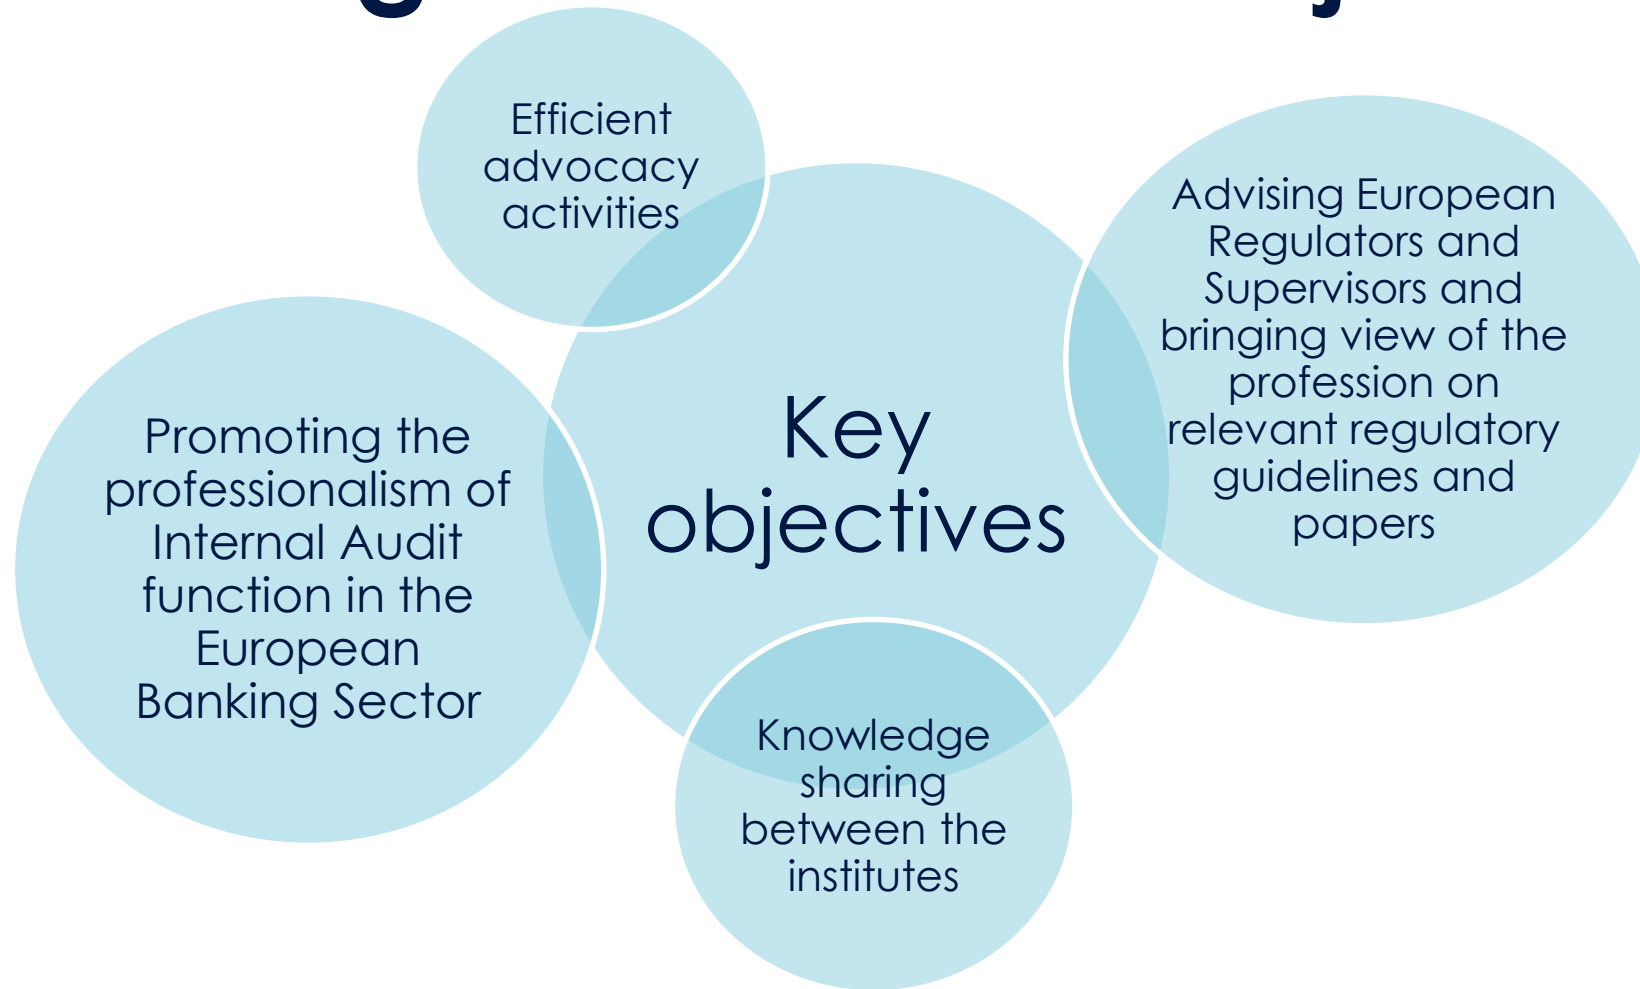 Efficient
advocacy
activities
Advising European
Regulators and
Supervisors and
bringing view of the
profession on
relevant regulatory
guidelines and
papers
Key
objectives
Promoting the
professionalism of
Internal Audit
function in the
European
Banking Sector
Knowledge
sharing
between the
institutes